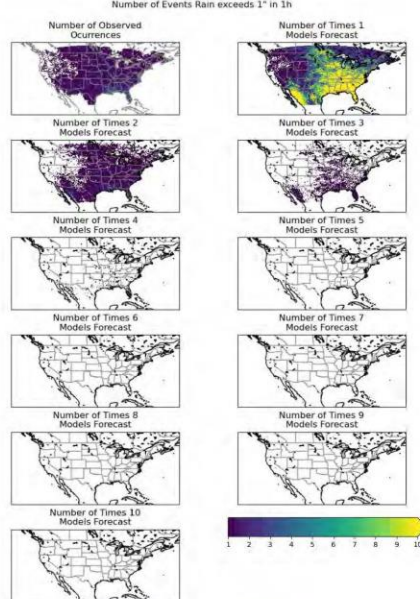 Number of Events Rain exceeds 1" in 1h
Number of Observed
Ocurrences
Number of Times 1
Models Forecast
Number of Times 2
Models Forecast
Number of Times 3
Models Forecast
Number of Times 4
Models Forecast
Number of Times 5
Models Forecast
Number of Times 6
Models Forecast
Number of Times 7
Models Forecast
Number of Times 8
Models Forecast
Number of Times 9
Models Forecast
Number of Times 10
Models Forecast
1 2 3 4 5 6 7 8 9 10